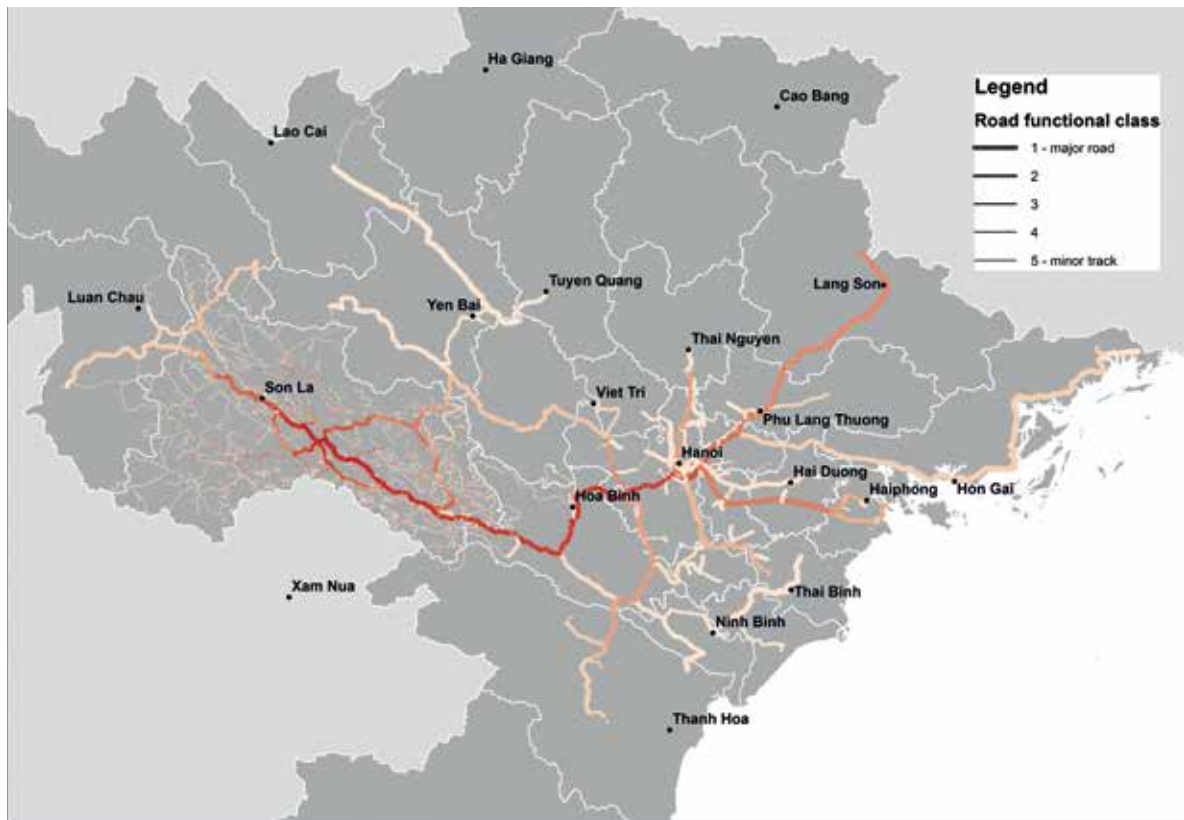 Ha Giang
Legend
Cao Bang
Road functional class
Lao Cai
1 - major road
2
3
4
5 - minor track
Tuyen Quang
Lang Son
Luan Chau
Yen Bai
Thai Nguyen
Son La
Viet Tri
Phu Lang Thuong
Hanoi
Hai Duong
Hoa Binh
Haiphong
Hon Gai
Xam Nua
Thai Binh
Ninh Binh
Thanh Hoa